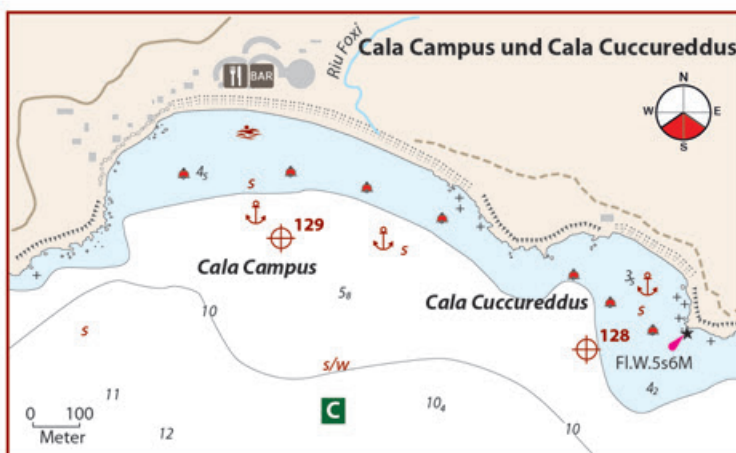 Cala Campus und Cala Cuccureddus
Riu Foxi
BAR
N
W E
S
4₅
s
129
s
Cala Campus
5₈
3₅
s
Cala Cuccureddus
10
s
128
Fl.W.5s6M
s/w
4₂
11
C
10₄
10
12
0 100
Meter